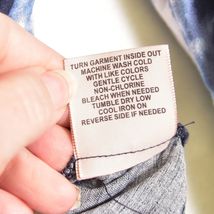 TURN GARMENT INSIDE OUT
MACHINE WASH COLD
WITH LIKE COLORS
GENTLE CYCLE
NON-CHLORINE
BLEACH WHEN NEEDED
TUMBLE DRY LOW
COOL IRON ON
REVERSE SIDE IF NEEDED